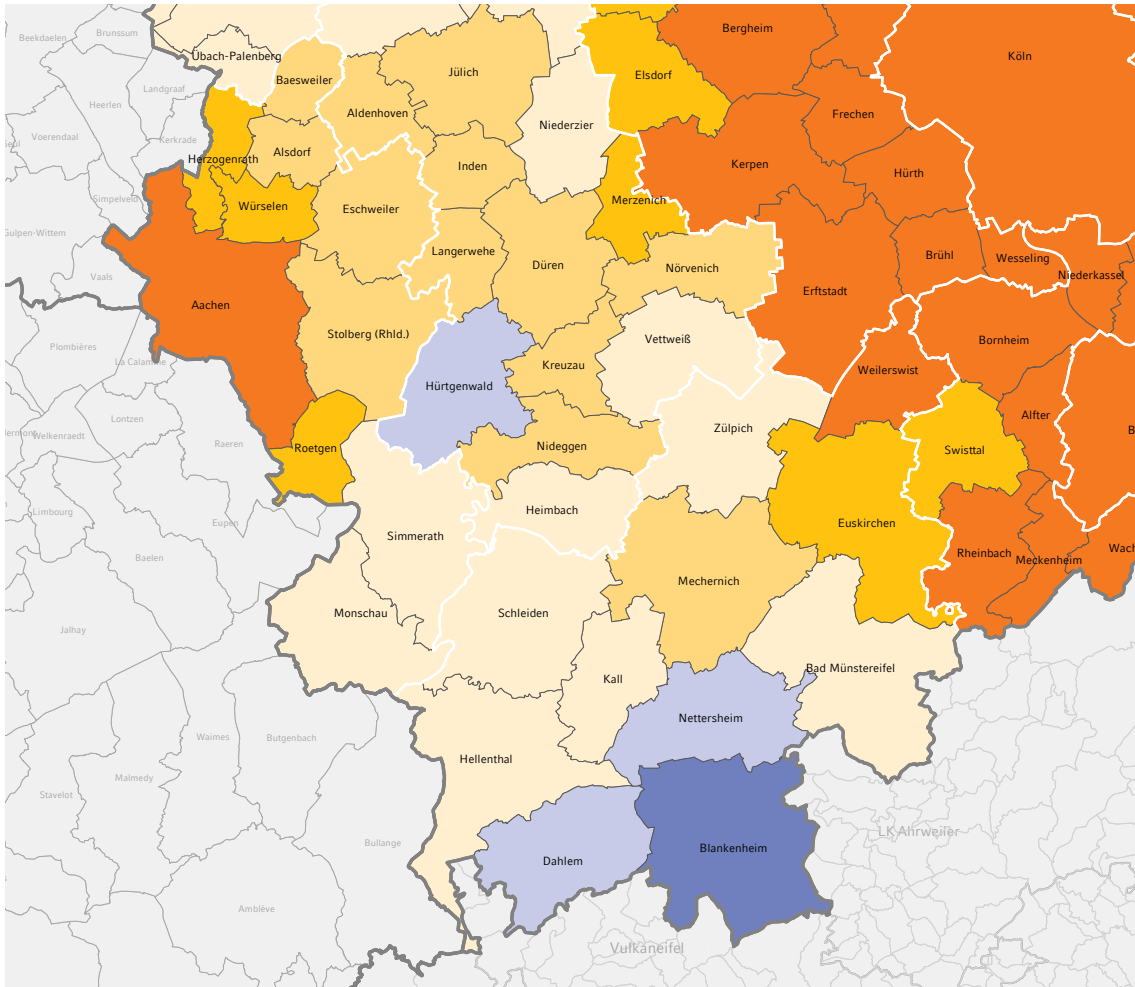 Beekdaelen
Brunssum
Bergheim
Köln
Übach-Palenberg
Jülich
Elsdorf
Baesweiler
Landgraaf
Heerlen
Aldenhoven
Niederzier
Frechen
Voerendaal
Kerkrade
Alsdorf
Herzogenrath
Inden
Kerpen
Hürth
Simpelveld
Würselen
Eschweiler
Merzenich
Gulpen-Wittem
Langerwehe
Düren
Nörvenich
Brühl
Wesseling
Niederkassel
Vaals
Aachen
Erftstadt
Stolberg (Rhld.)
Vettweiß
Bornheim
Plombières
La Calamine
Kreuzau
Weilerswist
Hürtgenwald
Lontzen
Alfter
Welkenraedt
Raeren
Roetgen
Nideggen
Zülpich
Swisttal
Limbourg
Eupen
Heimbach
Euskirchen
Simmerath
Baelen
Rheinbach
Meckenheim
Mechernich
Monschau
Schleiden
Jalhay
Kall
Bad Münstereifel
Nettersheim
Waimes
Butgenbach
Hellenthal
Malmedy
Stavelot
LK Ahrweiler
Bullange
Dahlem
Blankenheim
Amblève
Vulkaneifel